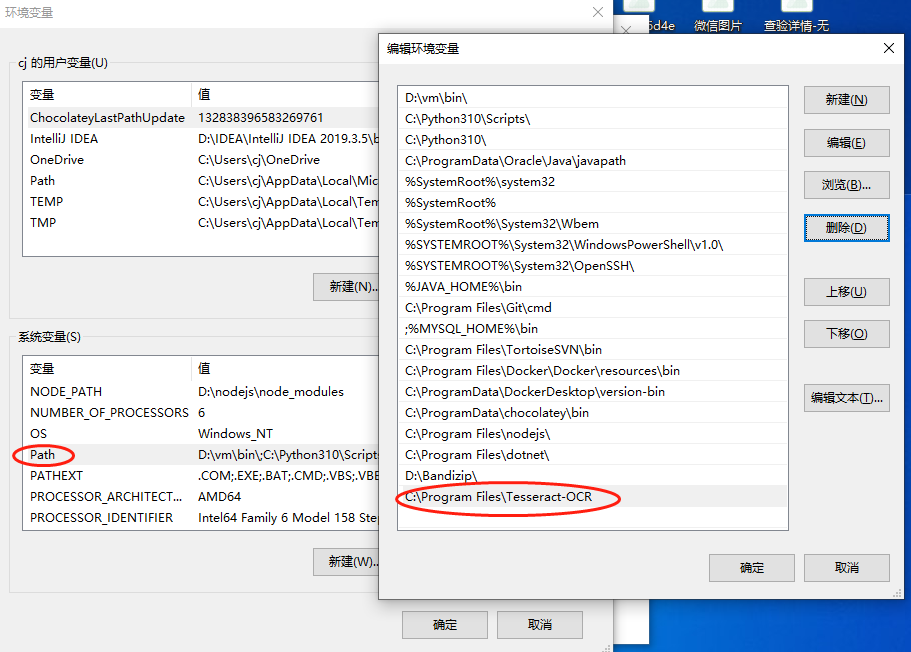 环境变量
5d4e 微信图片 查验详情-无
cj 的用户变量(U)
变量 值
ChocolateyLastPathUpdate 132838396583269761
IntelliJ IDEA D:\IDEA\IntelliJ IDEA 2019.3.5\b
OneDrive C:\Users\cj\OneDrive
Path C:\Users\cj\AppData\Local\Mic
TEMP C:\Users\cj\AppData\Local\Tem
TMP C:\Users\cj\AppData\Local\Tem
新建(N)..
系统变量(S)
变量 值
NODE_PATH D:\nodejs\node_modules
NUMBER_OF_PROCESSORS 6
OS Windows_NT
Path D:\vm\bin\;C:\Python310\Scripts
PATHEXT .COM;.EXE;.BAT;.CMD;.VBS;.VBE
PROCESSOR_ARCHITECT... AMD64
PROCESSOR_IDENTIFIER Intel64 Family 6 Model 158 Step
新建(W)..
确定 取消
编辑环境变量
D:\vm\bin\
C:\Python310\Scripts\
C:\Python310\
C:\ProgramData\Oracle\Java\javapath
%SystemRoot%\system32
%SystemRoot%
%SystemRoot%\System32\Wbem
%SYSTEMROOT%\System32\WindowsPowerShell\v1.0\
%SYSTEMROOT%\System32\OpenSSH\
%JAVA_HOME%\bin
C:\Program Files\Git\cmd
;%MYSQL_HOME%\bin
C:\Program Files\TortoiseSVN\bin
C:\Program Files\Docker\Docker\resources\bin
C:\ProgramData\DockerDesktop\version-bin
C:\ProgramData\chocolatey\bin
C:\Program Files\nodejs\
C:\Program Files\dotnet\
D:\Bandizip\
C:\Program Files\Tesseract-OCR
新建(N)
编辑(E)
浏览(B)...
删除(D)
上移(U)
下移(O)
编辑文本(T)...
确定 取消